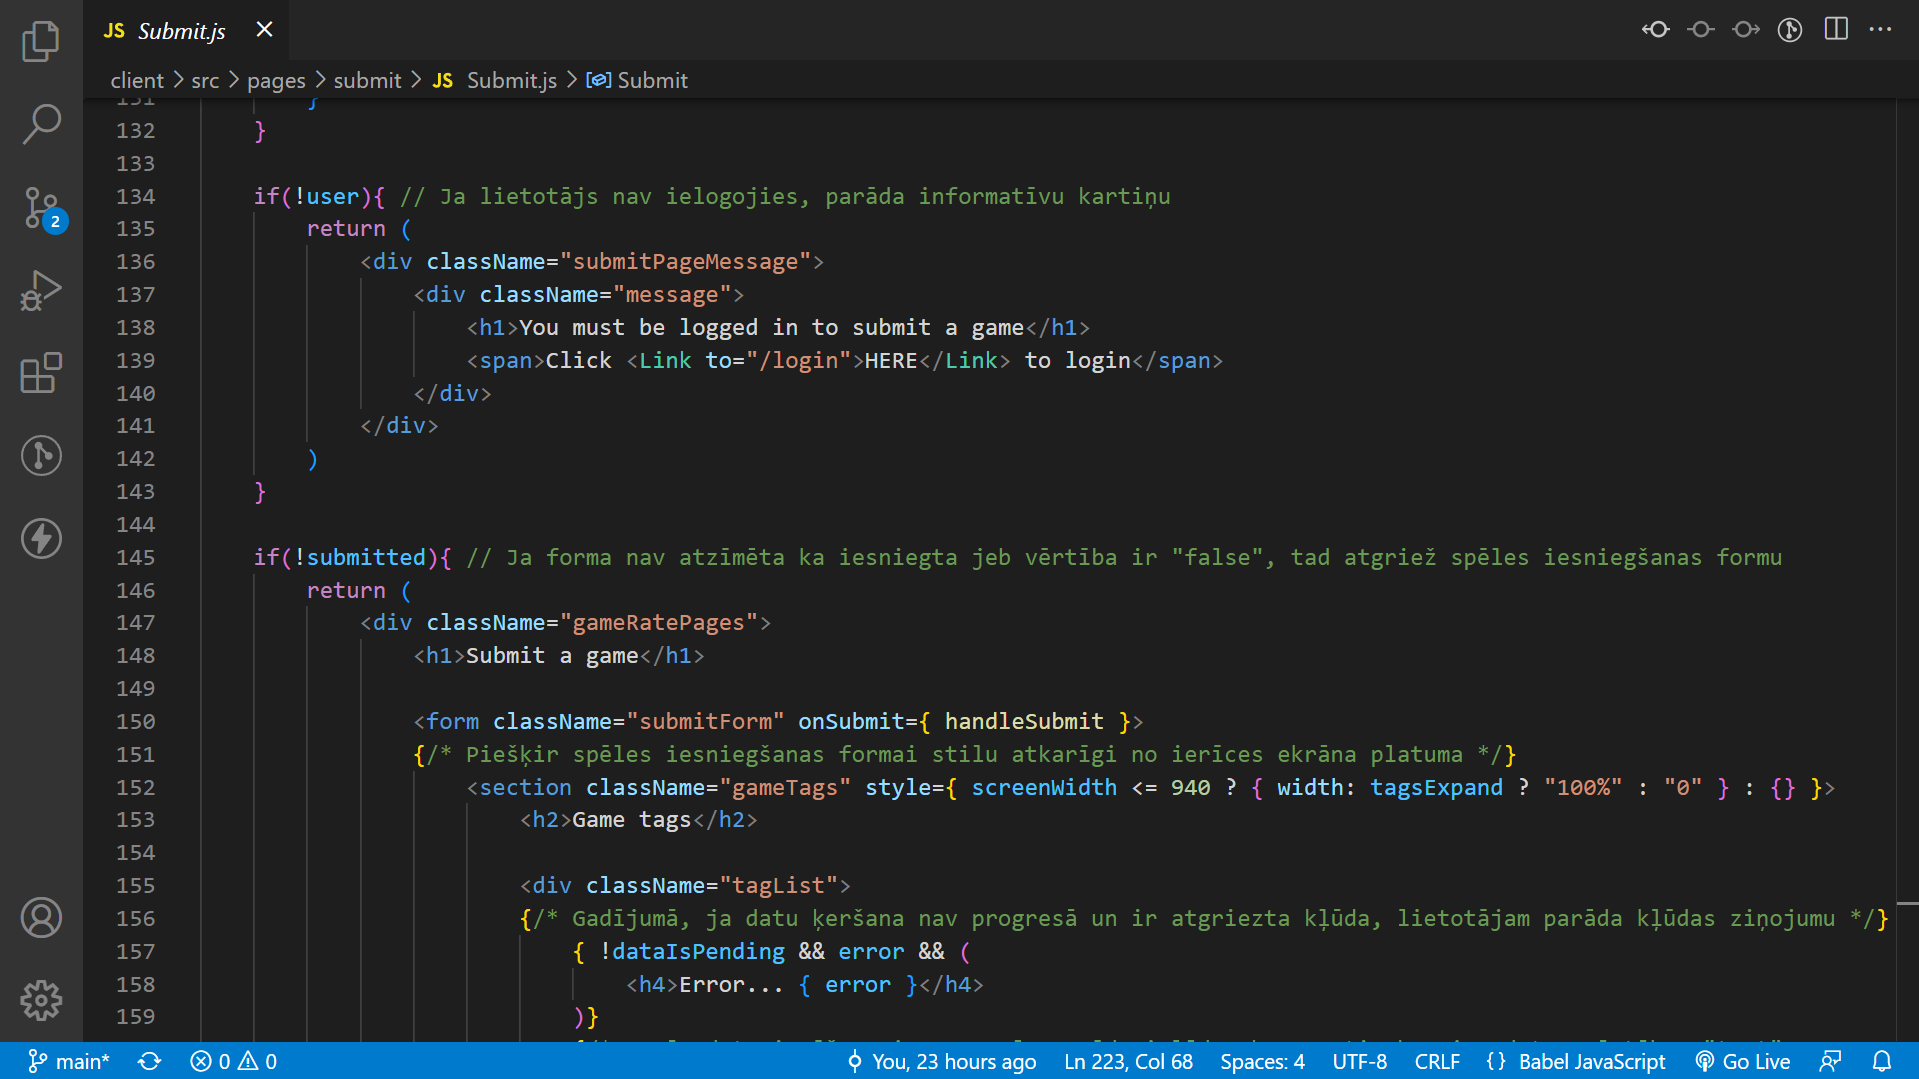 JS Submit.js ×
client > src > pages > submit > JS Submit.js > Submit
131 }
132 }
133
134 if(!user){ // Ja lietotājs nav ielogojies, parāda informatīvu kartiņu
135 return (
136 <div className="submitPageMessage">
137 <div className="message">
138 <h1>You must be logged in to submit a game</h1>
139 <span>Click <Link to="/login">HERE</Link> to login</span>
140 </div>
141 </div>
142 )
143 }
144
145 if(!submitted){ // Ja forma nav atzīmēta ka iesniegta jeb vērtība ir "false", tad atgriež spēles iesniegšanas formu
146 return (
147 <div className="gameRatePages">
148 <h1>Submit a game</h1>
149
150 <form className="submitForm" onSubmit={ handleSubmit }>
151 {/* Piešķir spēles iesniegšanas formai stilu atkarīgi no ierīces ekrāna platuma */}
152 <section className="gameTags" style={ screenWidth <= 940 ? { width: tagsExpand ? "100%" : "0" } : {} }>
153 <h2>Game tags</h2>
154
155 <div className="tagList">
156 {/* Gadījumā, ja datu ķeršana nav progresā un ir atgriezta kļūda, lietotājam parāda kļūdas ziņojumu */}
157 { !dataIsPending && error && (
158 <h4>Error... { error }</h4>
159 )}
2
main* 0 0 You, 23 hours ago Ln 223, Col 68 Spaces: 4 UTF-8 CRLF {} Babel JavaScript Go Live